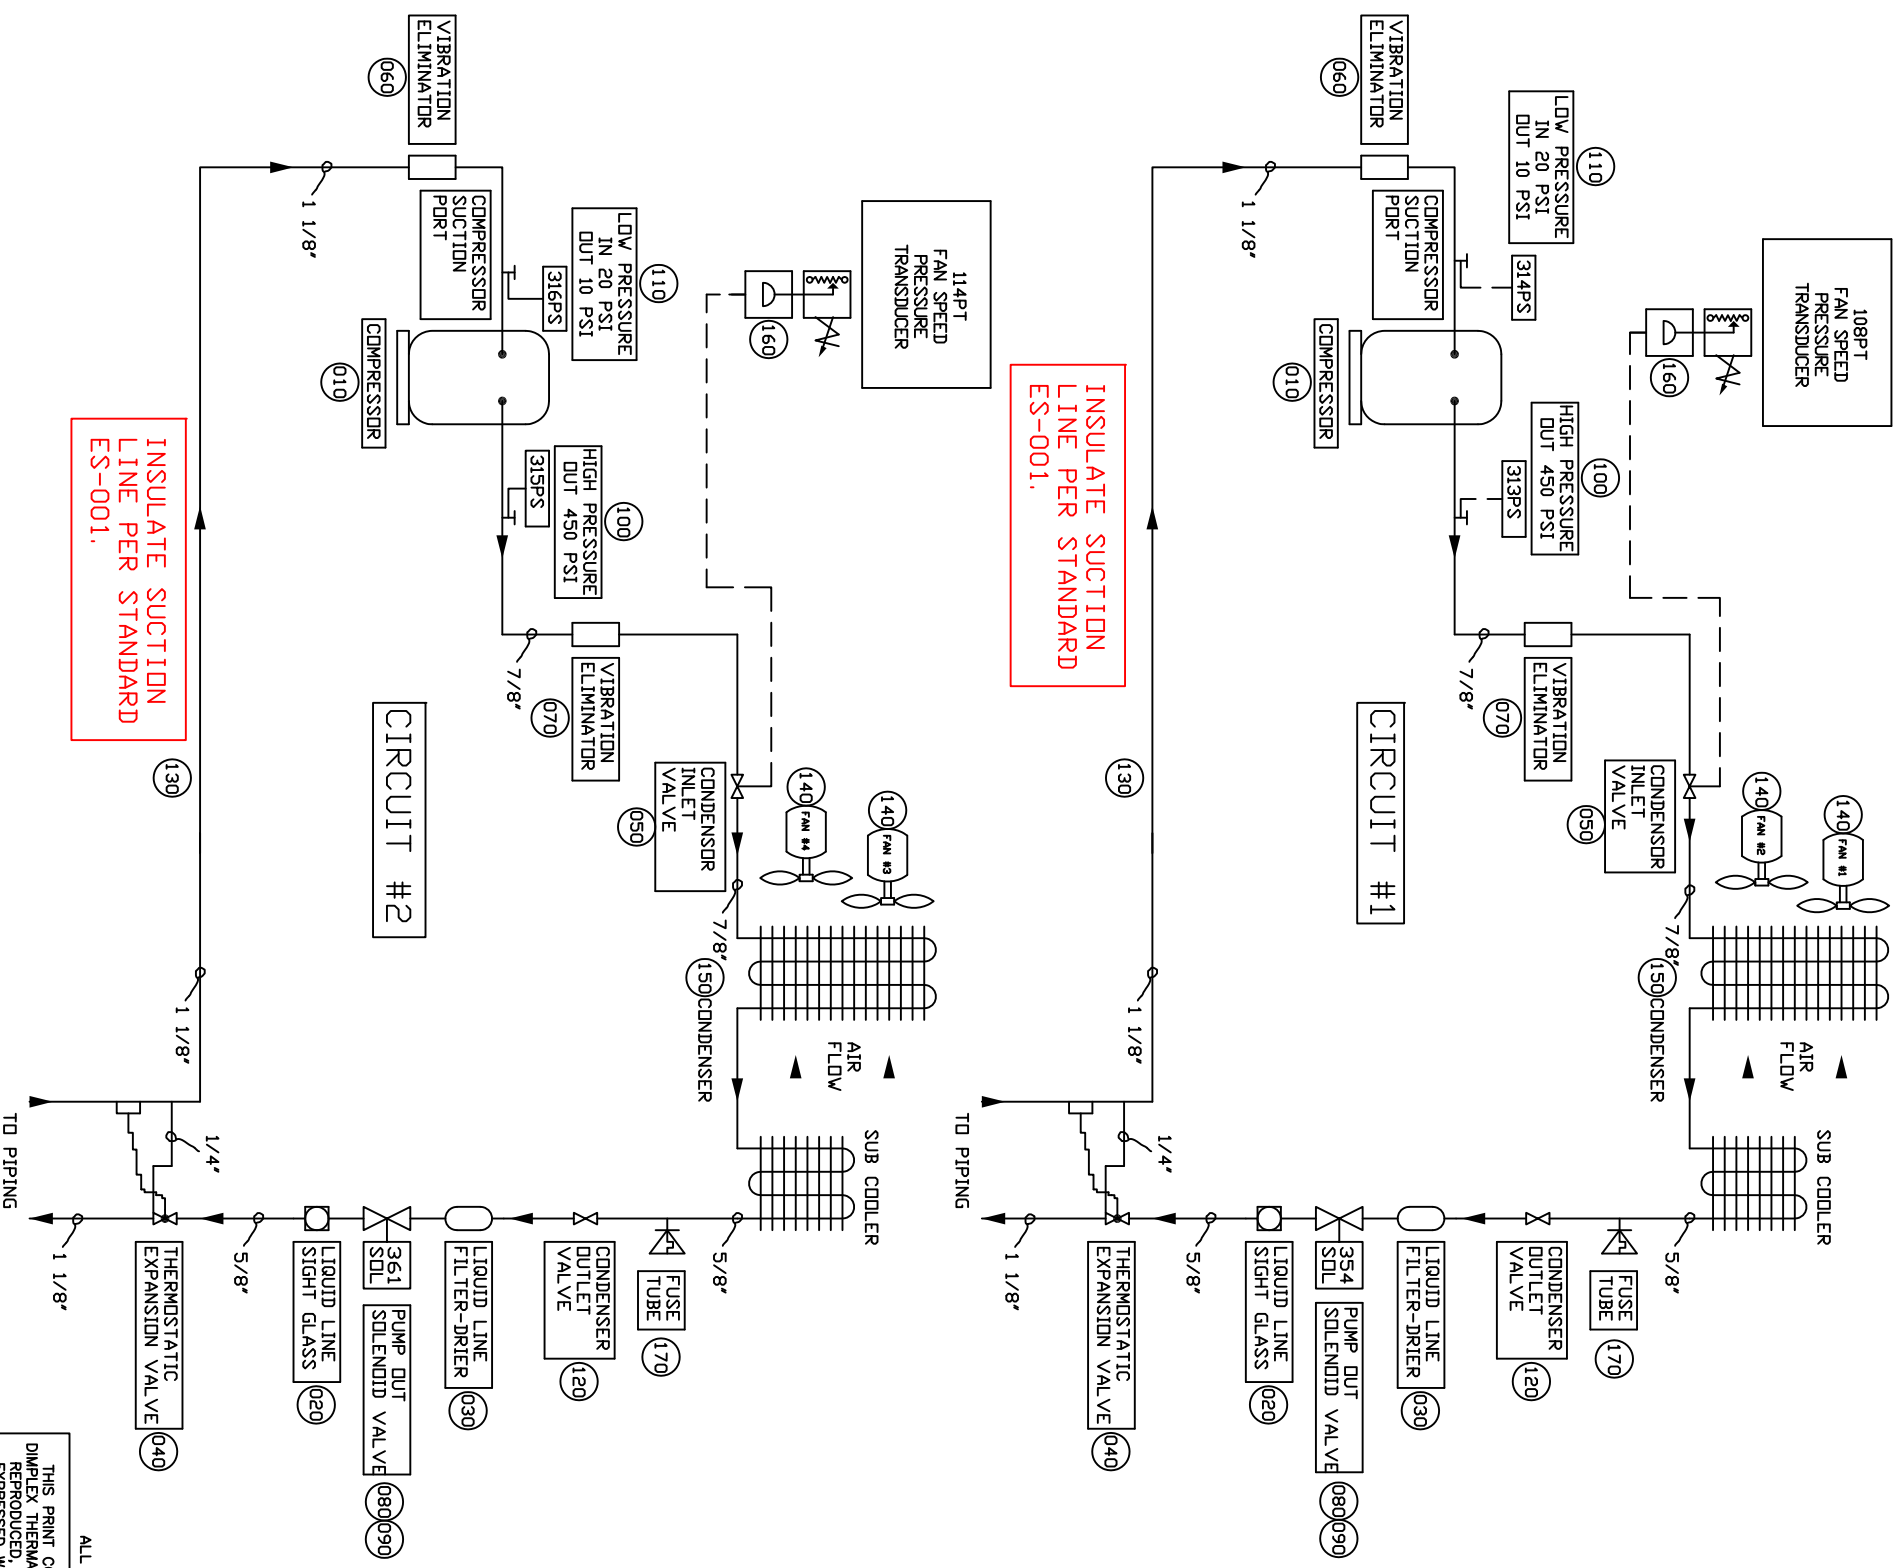 108PT
FAN SPEED
PRESSURE
TRANSDUCER
160
110
LOW PRESSURE
IN 20 PSI
OUT 10 PSI
314PS
VIBRATION
ELIMINATOR
060
1 1/8"
COMPRESSOR
SUCTION
PORT
COMPRESSOR
010
100
HIGH PRESSURE
OUT 450 PSI
313PS
7/8"
VIBRATION
ELIMINATOR
070
CONDENSOR
INLET
VALVE
050
140
FAN #1
140
FAN #2
7/8"
150
CONDENSER
AIR
FLOW
SUB COOLER
5/8"
FUSE
TUBE
170
CONDENSER
OUTLET
VALVE
120
LIQUID LINE
FILTER-DRIER
030
354
SOL
PUMP OUT
SOLENOID VALVE
080
090
LIQUID LINE
SIGHT GLASS
020
5/8"
THERMOSTATIC
EXPANSION VALVE
040
1 1/8"
1/4"
TO PIPING
1 1/8"
130
CIRCUIT #1
INSULATE SUCTION
LINE PER STANDARD
ES-001.
114PT
FAN SPEED
PRESSURE
TRANSDUCER
160
110
LOW PRESSURE
IN 20 PSI
OUT 10 PSI
316PS
VIBRATION
ELIMINATOR
060
1 1/8"
COMPRESSOR
SUCTION
PORT
COMPRESSOR
010
100
HIGH PRESSURE
OUT 450 PSI
315PS
7/8"
VIBRATION
ELIMINATOR
070
CONDENSOR
INLET
VALVE
050
140
FAN #3
140
FAN #4
7/8"
150
CONDENSER
AIR
FLOW
SUB COOLER
5/8"
FUSE
TUBE
170
CONDENSER
OUTLET
VALVE
120
LIQUID LINE
FILTER-DRIER
030
361
SOL
PUMP OUT
SOLENOID VALVE
080
090
LIQUID LINE
SIGHT GLASS
020
5/8"
THERMOSTATIC
EXPANSION VALVE
040
1 1/8"
1/4"
TO PIPING
1 1/8"
130
CIRCUIT #2
INSULATE SUCTION
LINE PER STANDARD
ES-001.
ALL
THIS PRINT
DIMPLEX
REPRODUCED,
EXPRESSED